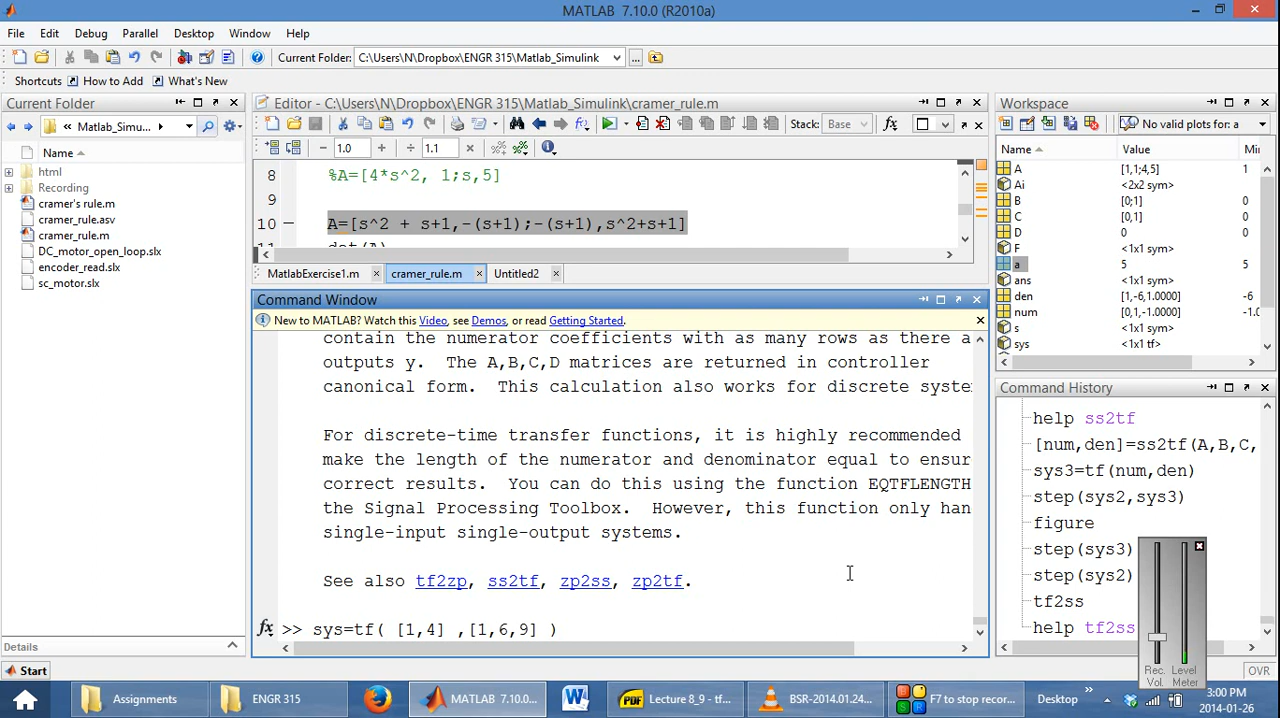 MATLAB 7.10.0 (R2010a)
File Edit Debug Parallel Desktop Window Help
Current Folder: C:\Users\N\Dropbox\ENGR 315\Matlab_Simulink
Shortcuts How to Add What's New
Current Folder
« Matlab_Simu...
Name
html
Recording
cramer's rule.m
cramer_rule.asv
cramer_rule.m
DC_motor_open_loop.slx
encoder_read.slx
sc_motor.slx
Details
Editor - C:\Users\N\Dropbox\ENGR 315\Matlab_Simulink\cramer_rule.m
Stack: Base
1.0 1.1
8 %A=[4*s^2, 1;s,5]
9
10 A=[s^2 + s+1,-(s+1);-(s+1),s^2+s+1]
11 det(A)
MatlabExercise1.m cramer_rule.m Untitled2
Command Window
New to MATLAB? Watch this Video, see Demos, or read Getting Started.
contain the numerator coefficients with as many rows as there a
outputs y. The A,B,C,D matrices are returned in controller
canonical form. This calculation also works for discrete syste
For discrete-time transfer functions, it is highly recommended
make the length of the numerator and denominator equal to ensur
correct results. You can do this using the function EQTFLENGTH
the Signal Processing Toolbox. However, this function only han
single-input single-output systems.
See also tf2zp, ss2tf, zp2ss, zp2tf.
fx >> sys=tf( [1,4] ,[1,6,9] )
Workspace
No valid plots for: a
Name Value Mi
A [1,1;4,5] 1
Ai <2x2 sym>
B [0;1] 0
C [0,1] 0
D 0 0
F <1x1 sym>
a 5 5
ans <1x1 sym>
den [1,-6,1.0000] -6
num [0,1,-1.0000] -1.0
s <1x1 sym>
sys <1x1 tf>
Command History
help ss2tf
[num,den]=ss2tf(A,B,C,
sys3=tf(num,den)
step(sys2,sys3)
figure
step(sys3)
step(sys2)
tf2ss
help tf2ss
Rec. Vol. Level Meter
Start
OVR
Assignments ENGR 315 MATLAB 7.10.0... Lecture 8_9 - tf... BSR-2014.01.24... F7 to stop recor... Desktop » 3:00 PM
2014-01-26